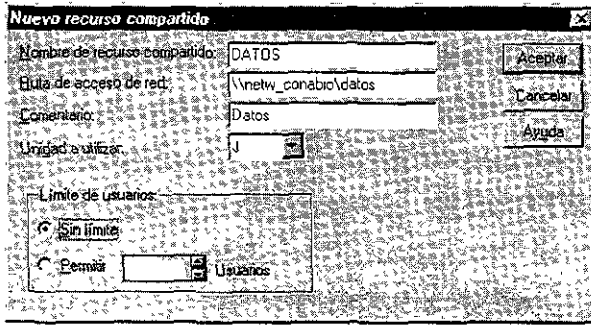 Nuevo recurso compartido
Nombre de recurso compartido: DATOS
Ruta de acceso de red: \\netw_conabio\datos
Comentario: Datos
Unidad a utilizar: J
Aceptar
Cancelar
Ayuda
Límite de usuarios:
Sin límite
Permitir
Usuarios